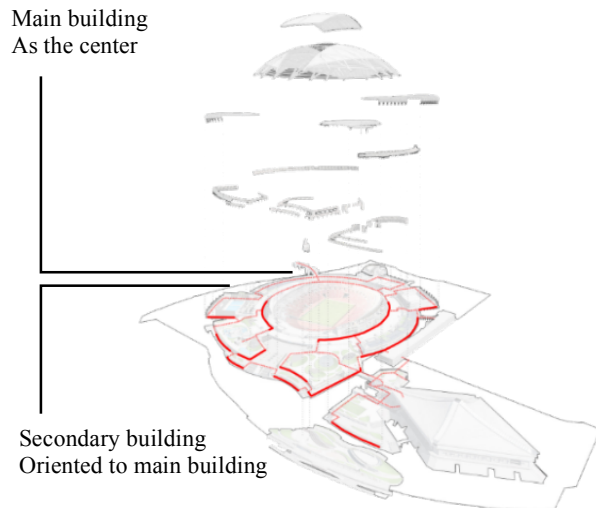 Main building
As the center
Secondary building
Oriented to main building